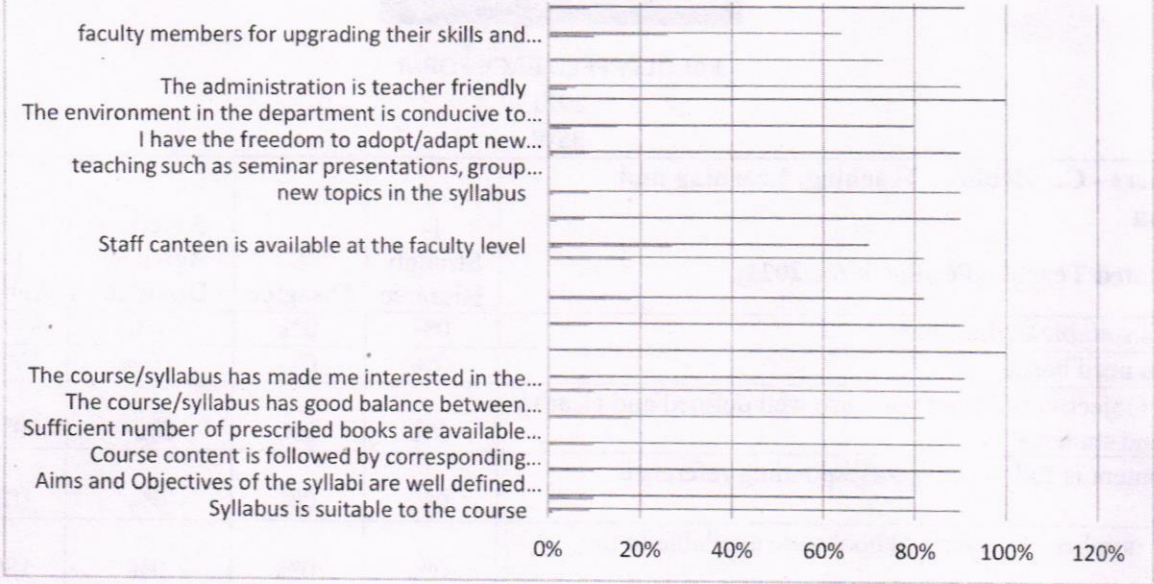 faculty members for upgrading their skills and...
The administration is teacher friendly
The environment in the department is conducive to...
I have the freedom to adopt/adapt new...
teaching such as seminar presentations, group...
new topics in the syllabus
Staff canteen is available at the faculty level
The course/syllabus has made me interested in the...
The course/syllabus has good balance between...
Sufficient number of prescribed books are available...
Course content is followed by corresponding...
Aims and Objectives of the syllabi are well defined...
Syllabus is suitable to the course
0% 20% 40% 60% 80% 100% 120%